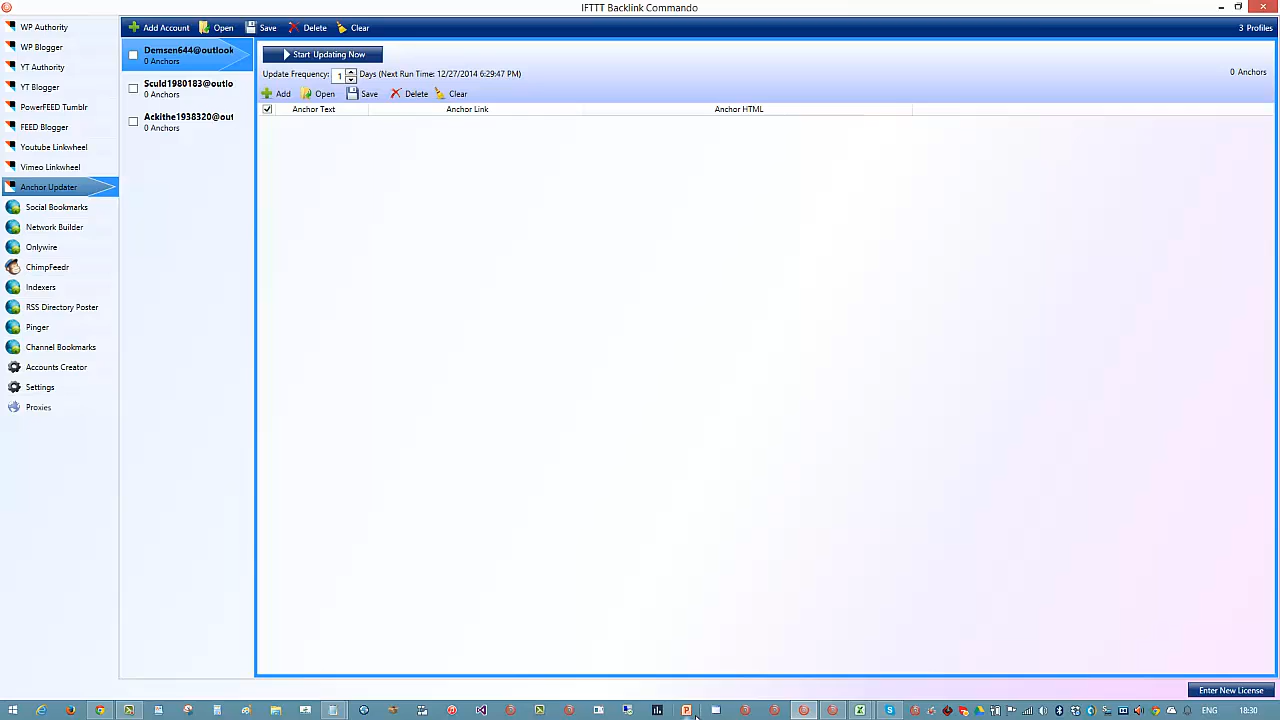 IFTTT Backlink Commando
WP Authority
WP Blogger
YT Authority
YT Blogger
PowerFEED Tumblr
FEED Blogger
Youtube Linkwheel
Vimeo Linkwheel
Anchor Updater
Social Bookmarks
Network Builder
Onlywire
ChimpFeedr
Indexers
RSS Directory Poster
Pinger
Channel Bookmarks
Accounts Creator
Settings
Proxies
Add Account Open Save Delete Clear 3 Profiles
Demsen644@outlook
0 Anchors
Sculd1980183@outlo
0 Anchors
Ackithe1938320@out
0 Anchors
Start Updating Now
Update Frequency: 1 Days (Next Run Time: 12/27/2014 6:29:47 PM)
0 Anchors
Add Open Save Delete Clear
Anchor Text Anchor Link Anchor HTML
Enter New License
ENG 18:30